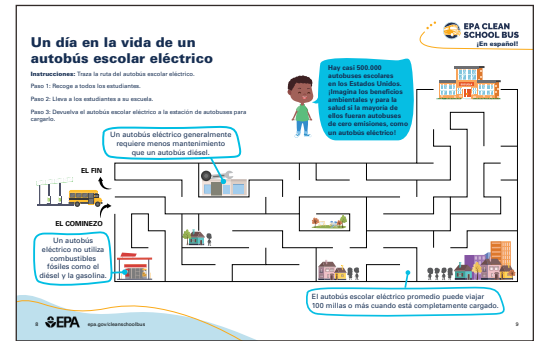 EPA CLEAN
SCHOOL BUS
¡En español!
Un día en la vida de un
autobús escolar eléctrico
Instrucciones: Traza la ruta del autobús escolar eléctrico.
Paso 1: Recoge a todos los estudiantes.
Paso 2: Lleva a los estudiantes a su escuela.
Paso 3: Devuelva el autobús escolar eléctrico a la estación de autobuses para
cargarlo.
Hay casi 500.000
autobuses escolares
en los Estados Unidos.
¡Imagina los beneficios
ambientales y para la
salud si la mayoría de
ellos fueran autobuses
de cero emisiones, como
un autobús eléctrico!
Un autobús eléctrico generalmente
requiere menos mantenimiento
que un autobús diésel.
EL FIN
EL COMINEZO
Un autobús
eléctrico no utiliza
combustibles
fósiles como el
diésel y la gasolina.
El autobús escolar eléctrico promedio puede viajar
100 millas o más cuando está completamente cargado.
8 EPA epa.gov/cleanschoolbus